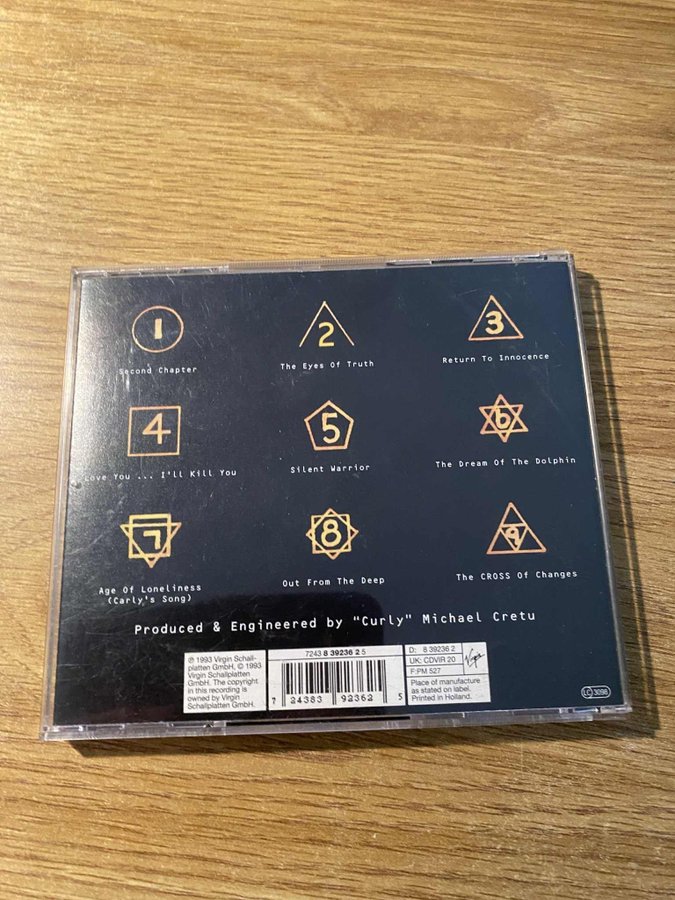 1
2
3
Second Chapter
The Eyes Of Truth
Return To Innocence
4
5
6
Love You ... I'll Kill You
Silent Warrior
The Dream Of The Dolphin
7
8
9
Age Of Loneliness
(Carly's Song)
Out From The Deep
The CROSS Of Changes
Produced & Engineered by "Curly" Michael Cretu
℗ 1993 Virgin Schall-
platten GmbH, © 1993
Virgin Schallplatten
GmbH. The copyright
in this recording is
owned by Virgin
Schallplatten GmbH.
7243 8 39236 2 5
7 24383 92362 5
D: 8 39236 2
UK: CDVIR 20
F:PM 527
Place of manufacture
as stated on label.
Printed in Holland.
Virgin
LC 3098